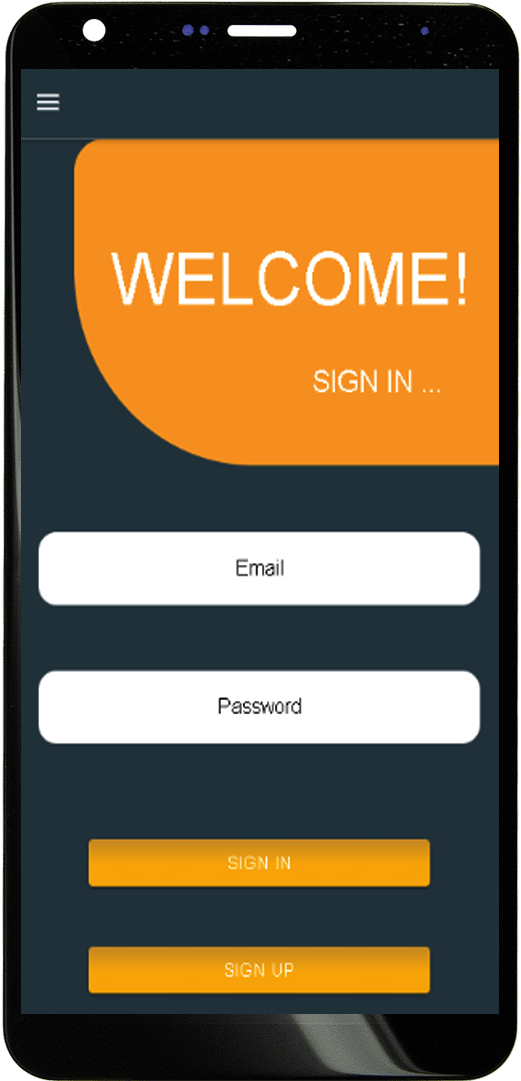 WELCOME!
SIGN IN ...
Email
Password
SIGN IN
SIGN UP